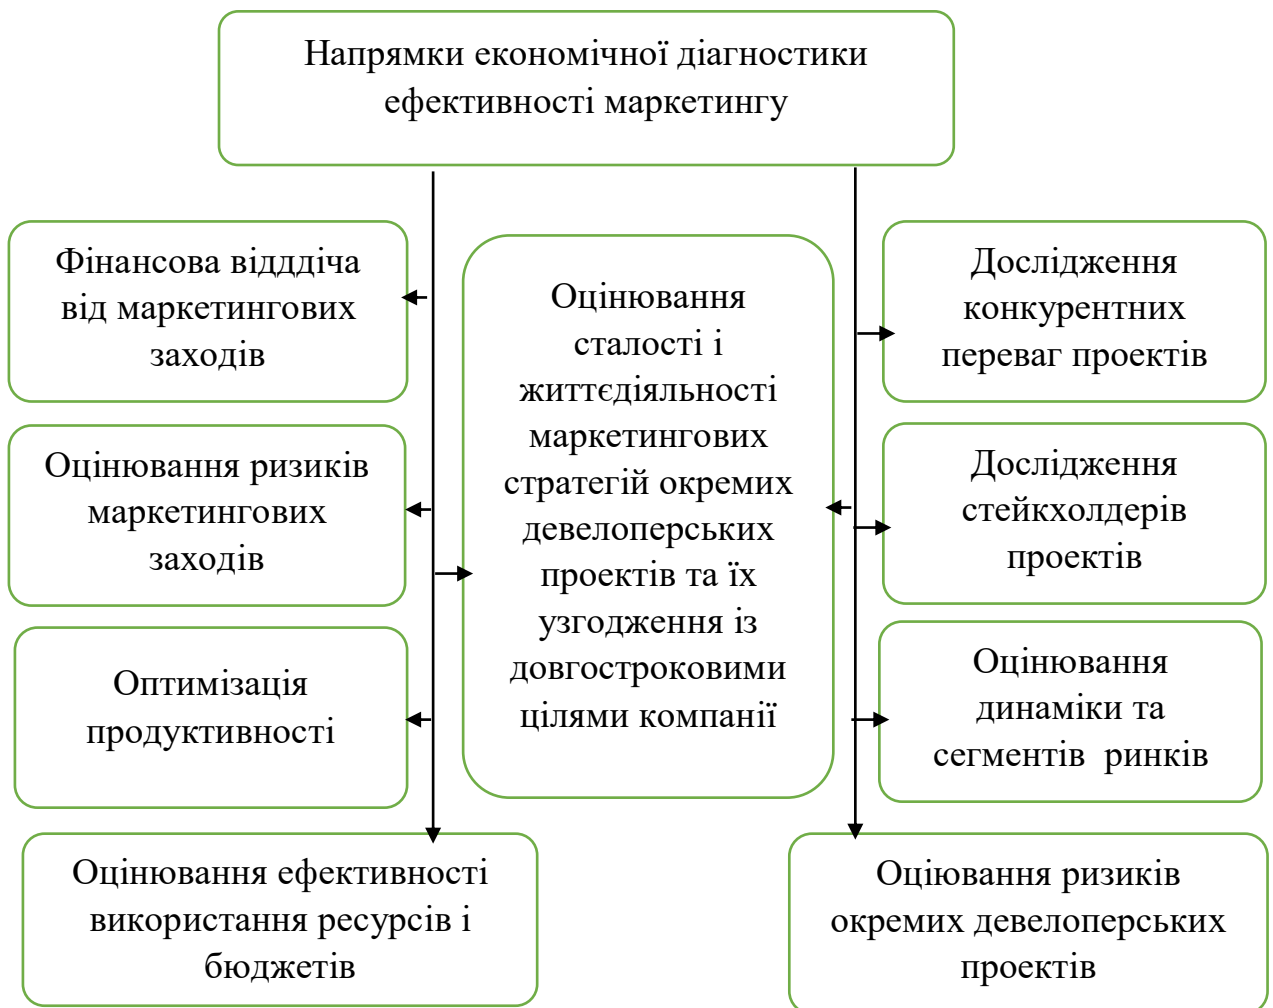 Напрямки економічної діагностики
ефективності маркетингу
Фінансова відддіча
від маркетингових
заходів
Оцінювання ризиків
маркетингових
заходів
Оптимізація
продуктивності
Оцінювання ефективності
використання ресурсів і
бюджетів
Оцінювання
сталості і
життєдіяльності
маркетингових
стратегій окремих
девелоперських
проектів та їх
узгодження із
довгостроковими
цілями компанії
Дослідження
конкурентних
переваг проектів
Дослідження
стейкхолдерів
проектів
Оцінювання
динаміки та
сегментів  ринків
Оціювання ризиків
окремих девелоперських
проектів